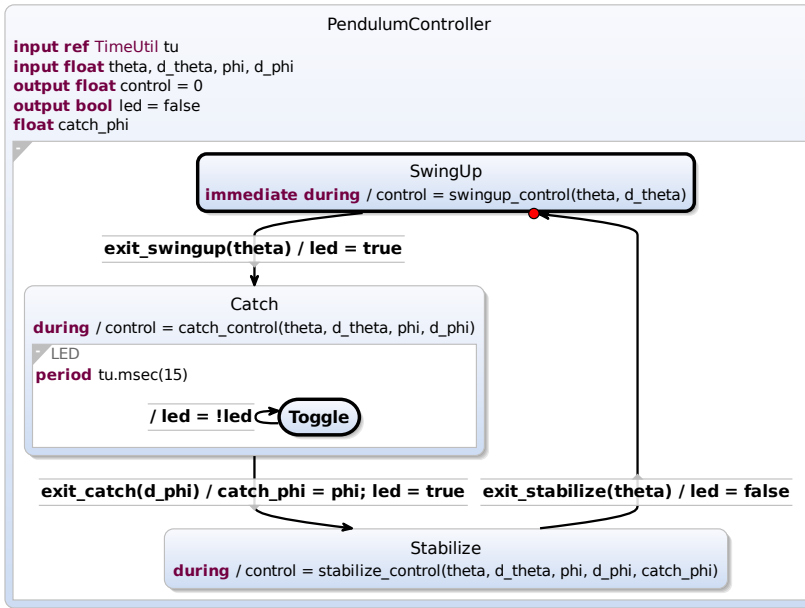 PendulumController
input ref TimeUtil tu
input float theta, d_theta, phi, d_phi
output float control = 0
output bool led = false
float catch_phi
-
SwingUp
immediate during / control = swingup_control(theta, d_theta)
exit_swingup(theta) / led = true
Catch
during / control = catch_control(theta, d_theta, phi, d_phi)
- LED
period tu.msec(15)
/ led = !led
Toggle
exit_catch(d_phi) / catch_phi = phi; led = true
exit_stabilize(theta) / led = false
Stabilize
during / control = stabilize_control(theta, d_theta, phi, d_phi, catch_phi)